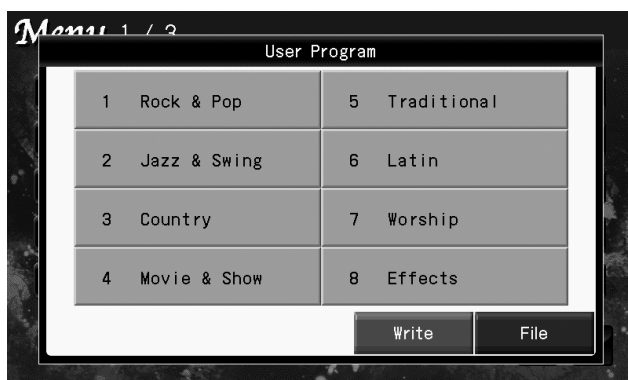 Menu 1 / 3
User Program
1 Rock & Pop
5 Traditional
2 Jazz & Swing
6 Latin
3 Country
7 Worship
4 Movie & Show
8 Effects
Write
File